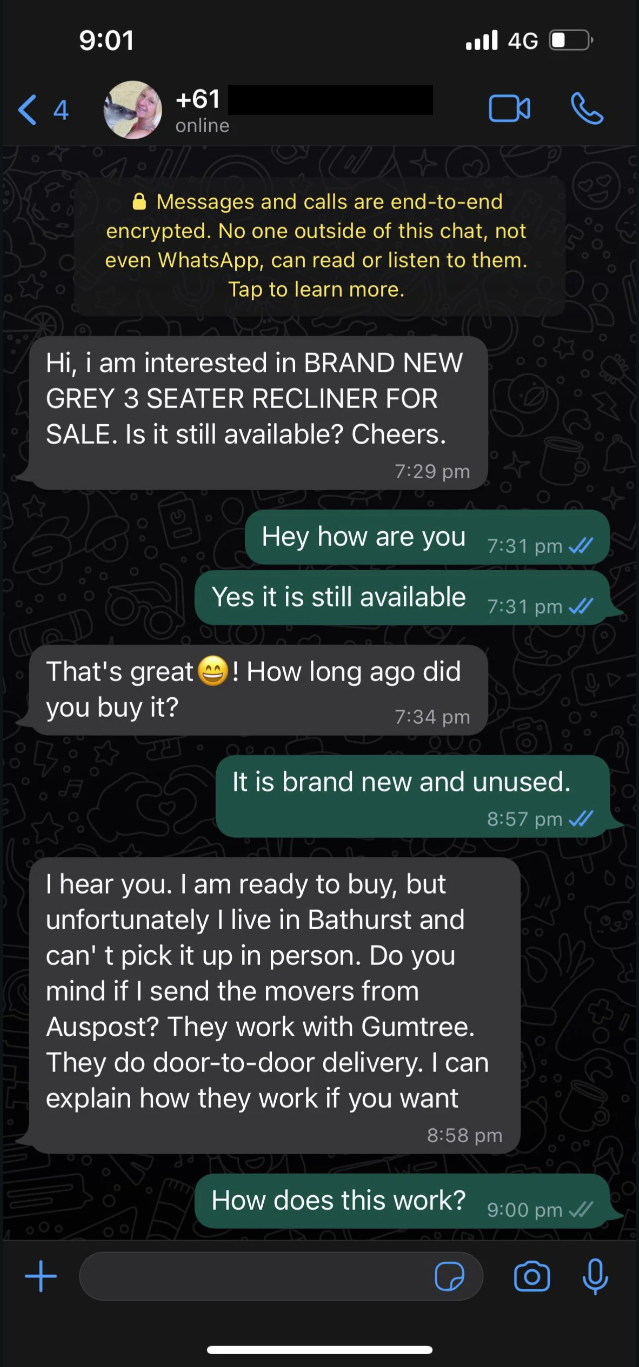 9:01
4G
4
+61
online
🔒 Messages and calls are end-to-end
encrypted. No one outside of this chat, not
even WhatsApp, can read or listen to them.
Tap to learn more.
Hi, i am interested in BRAND NEW
GREY 3 SEATER RECLINER FOR
SALE. Is it still available? Cheers.
7:29 pm
Hey how are you
7:31 pm
Yes it is still available
7:31 pm
That's great😄! How long ago did
you buy it?
7:34 pm
It is brand new and unused.
8:57 pm
I hear you. I am ready to buy, but
unfortunately I live in Bathurst and
can' t pick it up in person. Do you
mind if I send the movers from
Auspost? They work with Gumtree.
They do door-to-door delivery. I can
explain how they work if you want
8:58 pm
How does this work?
9:00 pm